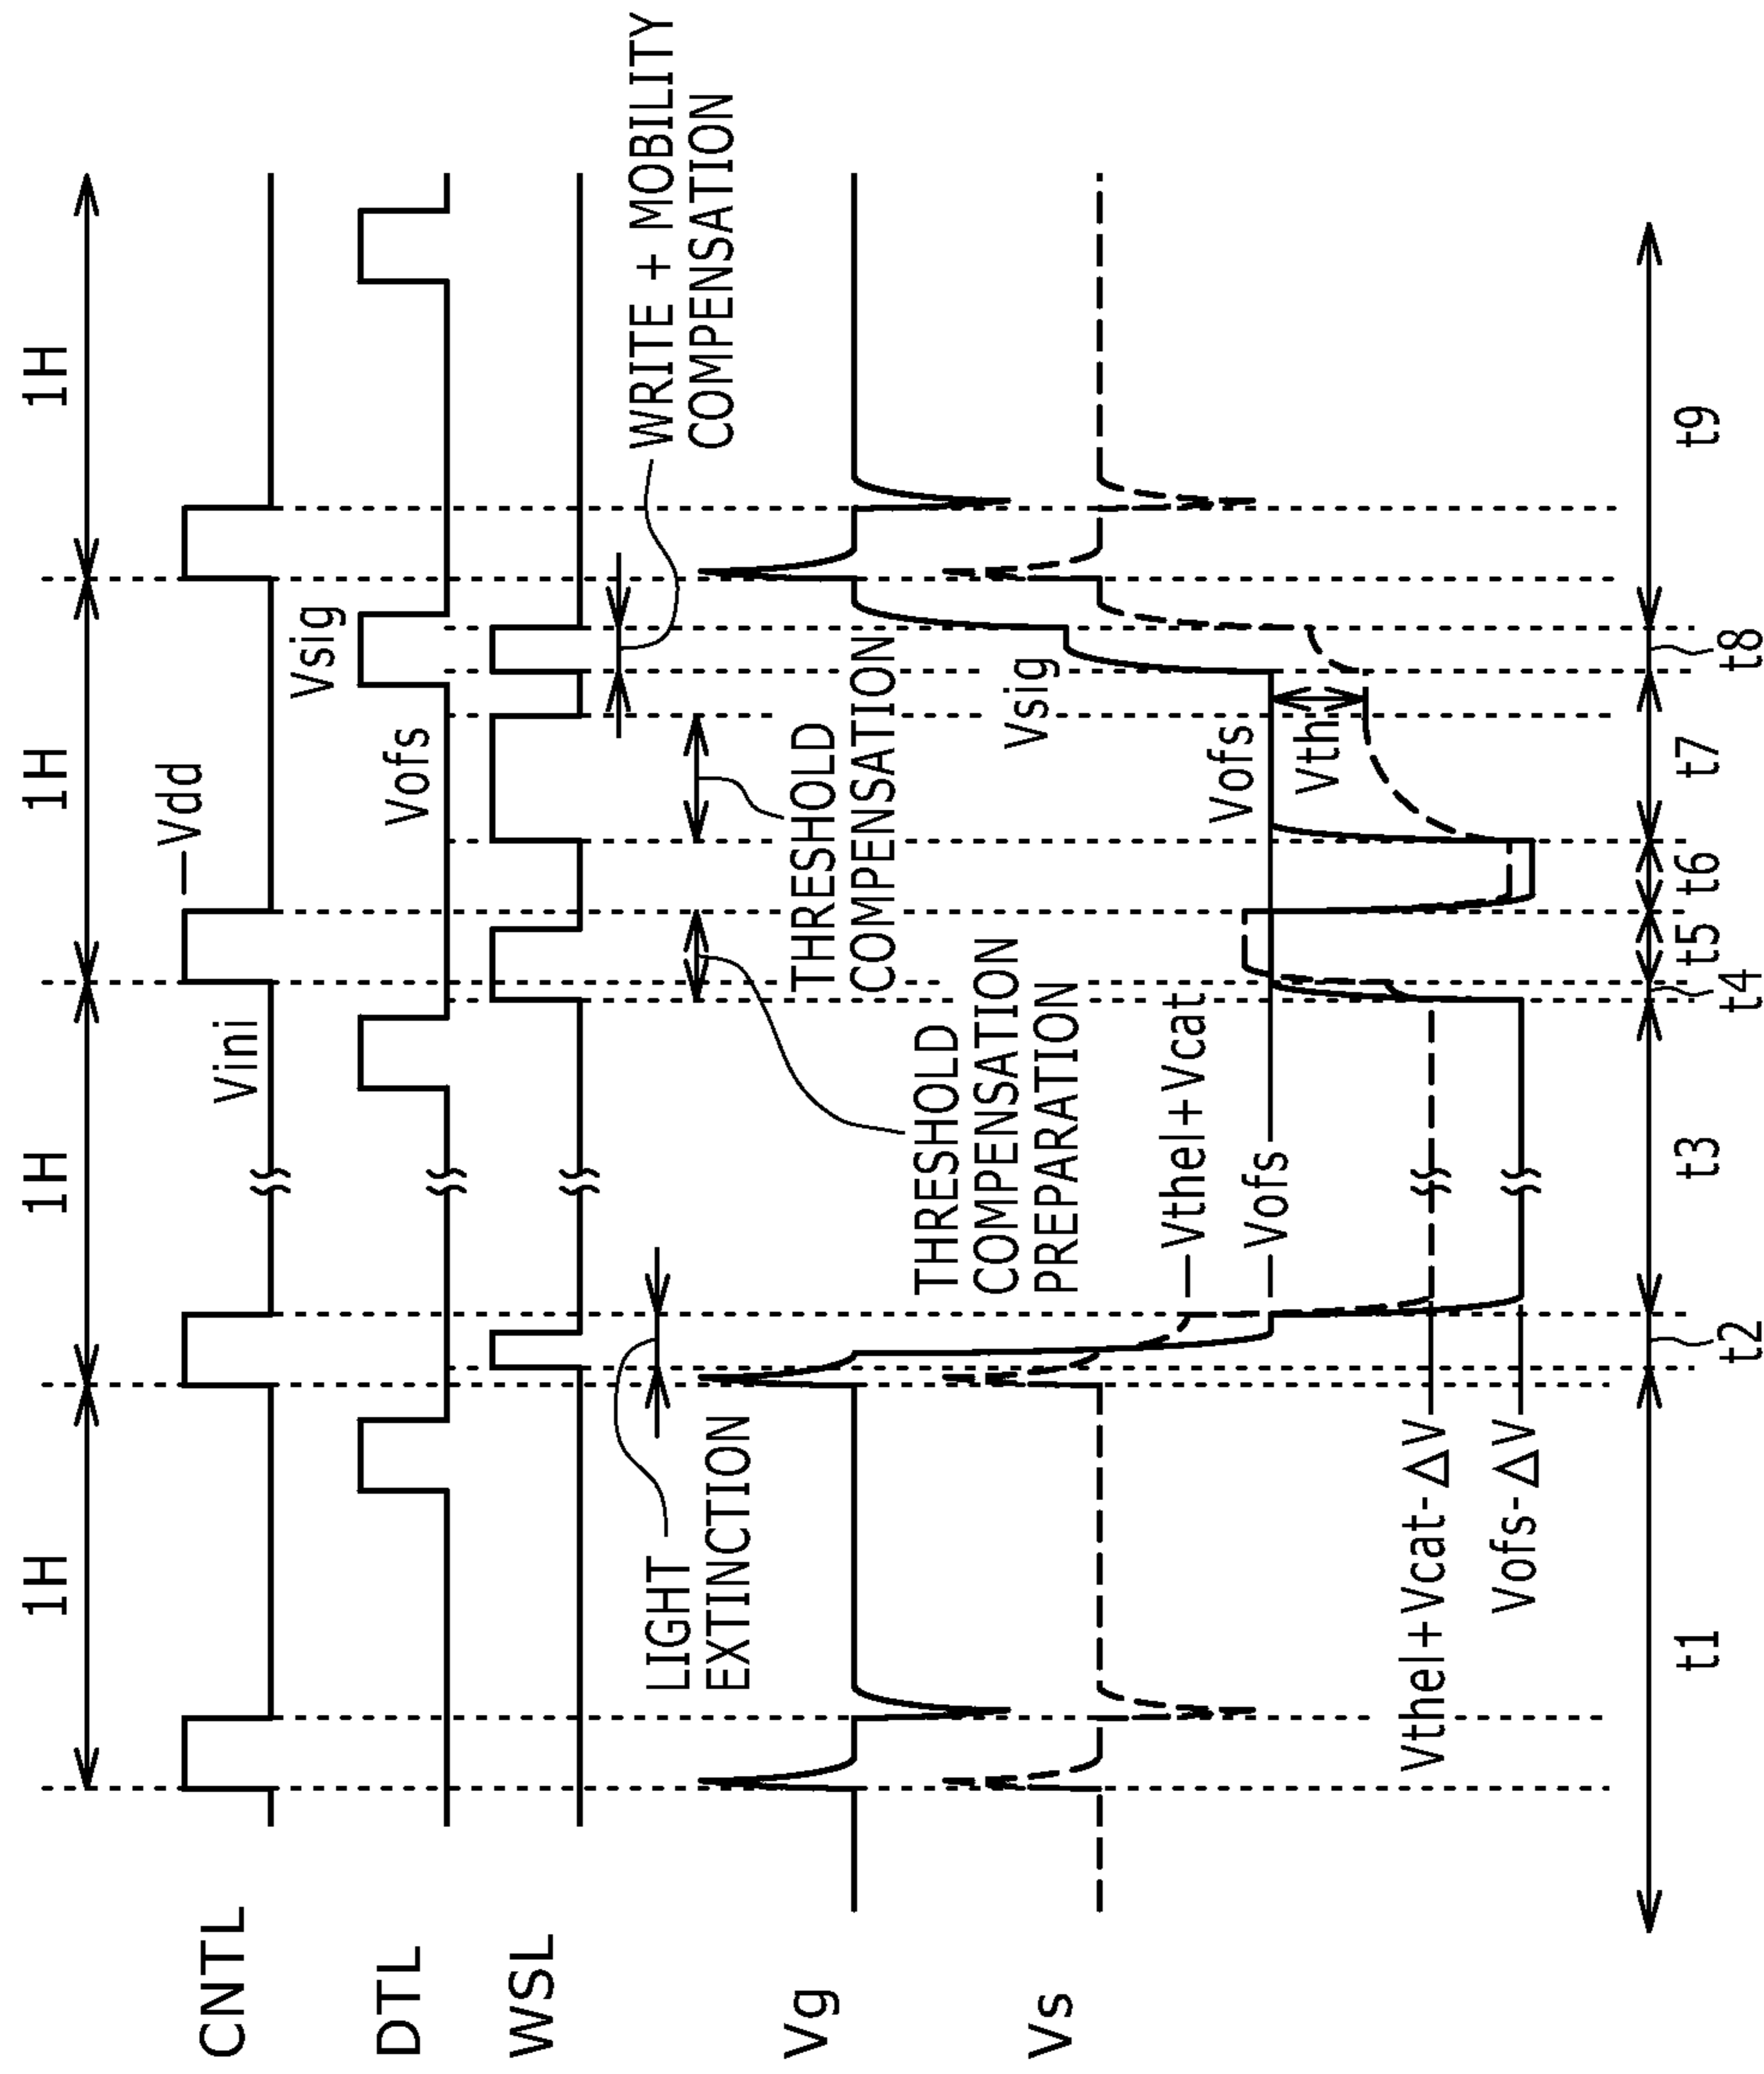 1H
1H
1H
1H
CNTL
Vini
Vdd
DTL
Vofs
Vsig
WSL
LIGHT
EXTINCTION
THRESHOLD
COMPENSATION
PREPARATION
THRESHOLD
COMPENSATION
WRITE + MOBILITY
COMPENSATION
Vg
Vs
Vsig
Vthel+Vcat
Vofs
Vofs
Vth
Vthel+Vcat-ΔV
Vofs-ΔV
t1
t2
t3
t4
t5
t6
t7
t8
t9